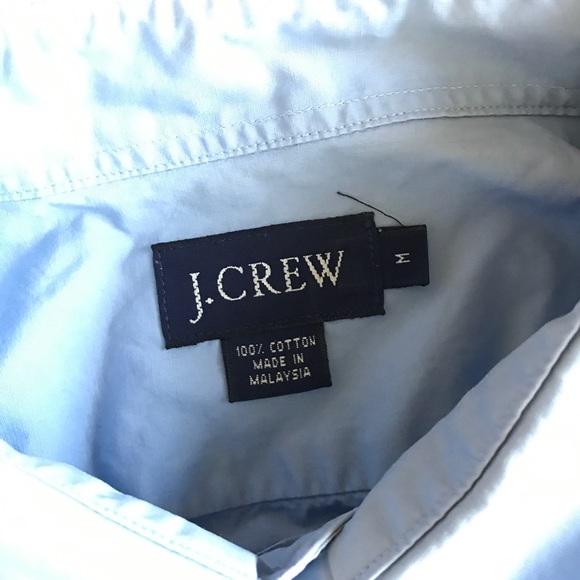 J.CREW
M
100% COTTON
MADE IN
MALAYSIA